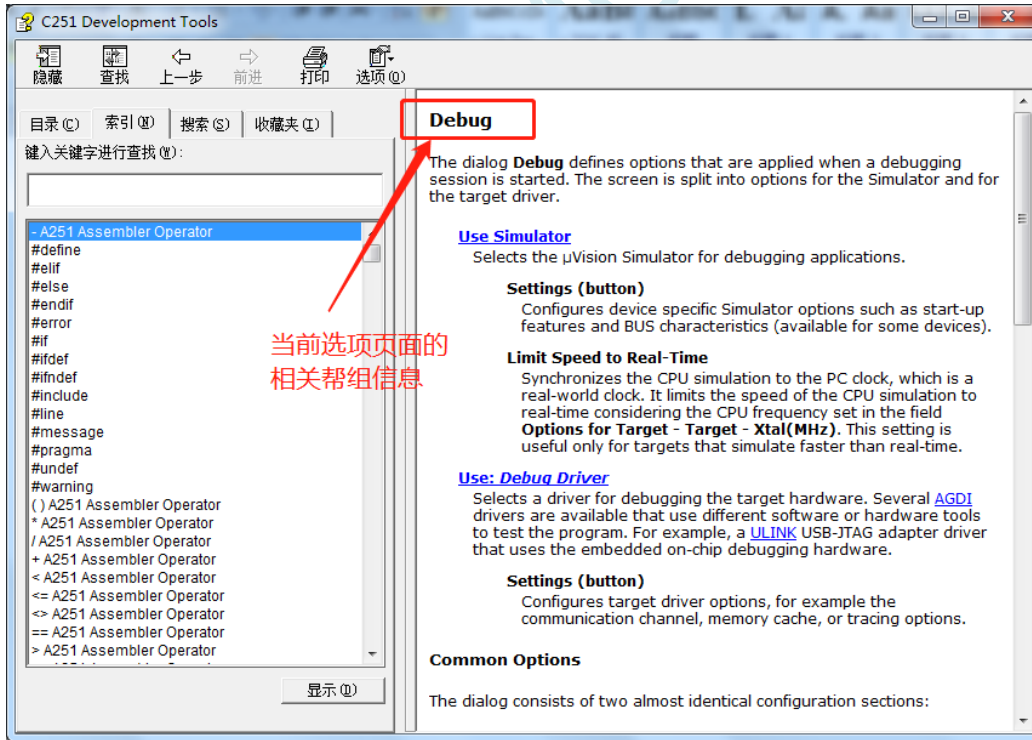 C251 Development Tools
隐藏 查找 上一步 前进 打印 选项(O)
目录(C) 索引(N) 搜索(S) 收藏夹(I)
键入关键字进行查找(W):
- A251 Assembler Operator
#define
#elif
#else
#endif
#error
#if
#ifdef
#ifndef
#include
#line
#message
#pragma
#undef
#warning
( ) A251 Assembler Operator
* A251 Assembler Operator
/ A251 Assembler Operator
+ A251 Assembler Operator
< A251 Assembler Operator
<= A251 Assembler Operator
<> A251 Assembler Operator
== A251 Assembler Operator
> A251 Assembler Operator
显示(D)
当前选项页面的
相关帮组信息
Debug
The dialog Debug defines options that are applied when a debugging
session is started. The screen is split into options for the Simulator and for
the target driver.
Use Simulator
Selects the µVision Simulator for debugging applications.
Settings (button)
Configures device specific Simulator options such as start-up
features and BUS characteristics (available for some devices).
Limit Speed to Real-Time
Synchronizes the CPU simulation to the PC clock, which is a
real-world clock. It limits the speed of the CPU simulation to
real-time considering the CPU frequency set in the field
Options for Target - Target - Xtal(MHz). This setting is
useful only for targets that simulate faster than real-time.
Use: Debug Driver
Selects a driver for debugging the target hardware. Several AGDI
drivers are available that use different software or hardware tools
to test the program. For example, a ULINK USB-JTAG adapter driver
that uses the embedded on-chip debugging hardware.
Settings (button)
Configures target driver options, for example the
communication channel, memory cache, or tracing options.
Common Options
The dialog consists of two almost identical configuration sections: